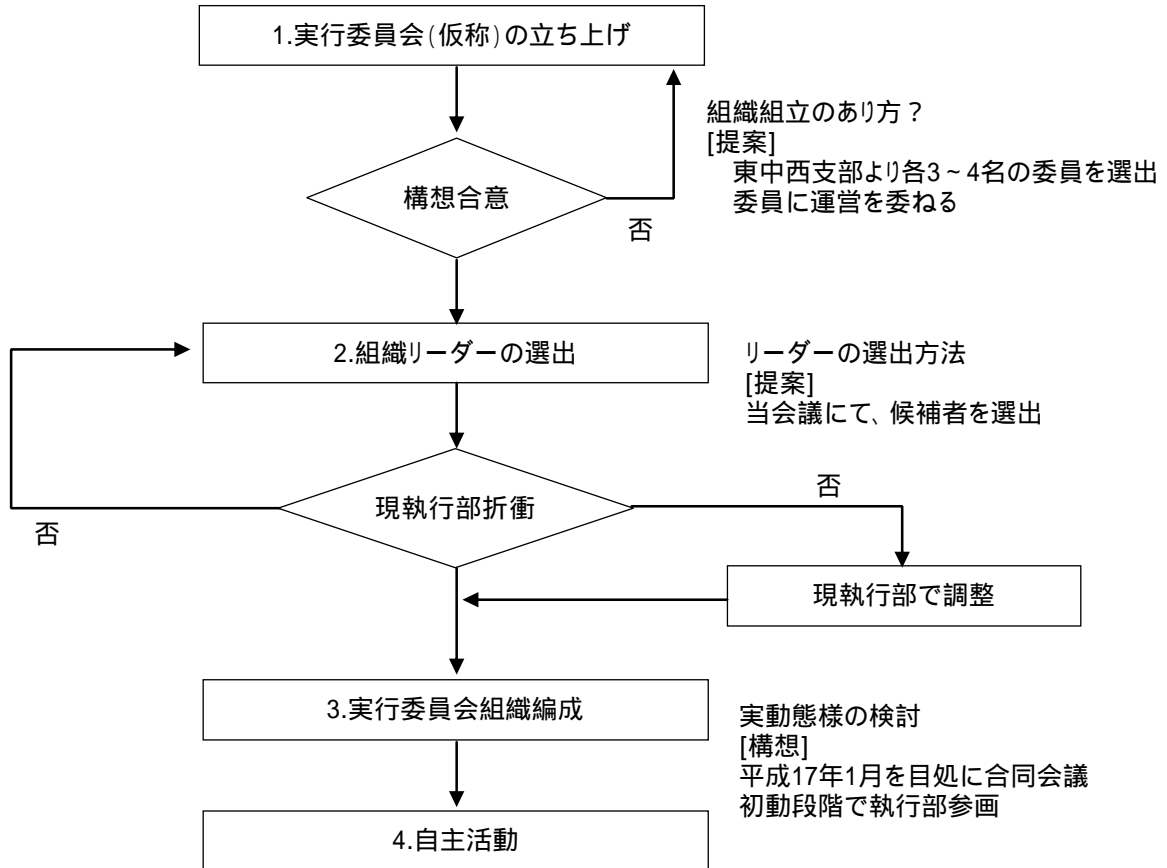 1.実行委員会(仮称)の立ち上げ
組織組立のあり方？
[提案]
東中西支部より各3~4名の委員を選出
委員に運営を委ねる
構想合意
否
2.組織リーダーの選出
リーダーの選出方法
[提案]
当会議にて、候補者を選出
現執行部折衝
否
否
現執行部で調整
3.実行委員会組織編成
実動態様の検討
[構想]
平成17年1月を目処に合同会議
初動段階で執行部参画
4.自主活動